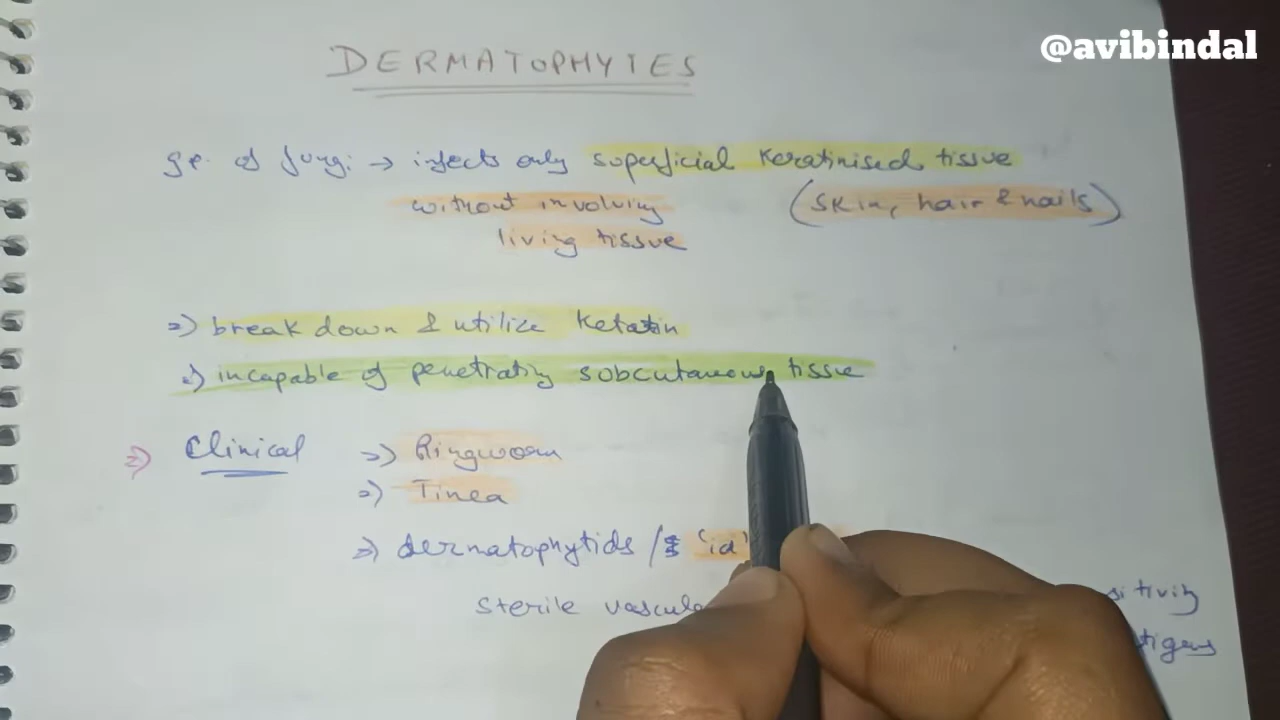 @avibindal
DERMATOPHYTES
gp. of fungi → infects only superficial keratinised tissue
without involving (skin, hair & nails)
living tissue
=) break down & utilize Keratin
=) incapable of penetrating subcutaneous tissue
=) Clinical =) Ringworm
=) Tinea
=) dermatophytids / 'id'
sterile